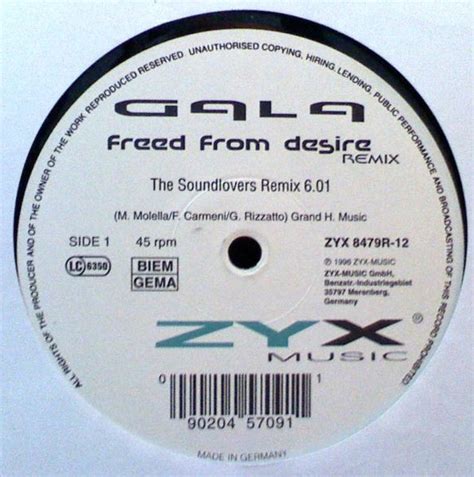 ALL RIGHTS OF THE PRODUCER AND OF THE OWNER OF THE WORK REPRODUCED RESERVED. UNAUTHORISED COPYING, HIRING, LENDING, PUBLIC PERFORMANCE AND BROADCASTING OF THIS RECORD PROHIBITED
GALA
freed from desire
REMIX
The Soundlovers Remix 6.01
(M. Molella/F. Carmeni/G. Rizzatto) Grand H. Music
SIDE 1 45 rpm ZYX 8479R-12
LC 6350
BIEM
GEMA
℗ 1996 ZYX-MUSIC
ZYX-MUSIC GmbH,
Benzstr.-Industriegebiet
35797 Merenberg,
Germany
ZYX®
MUSIC
0 90204 57091 1
MADE IN GERMANY